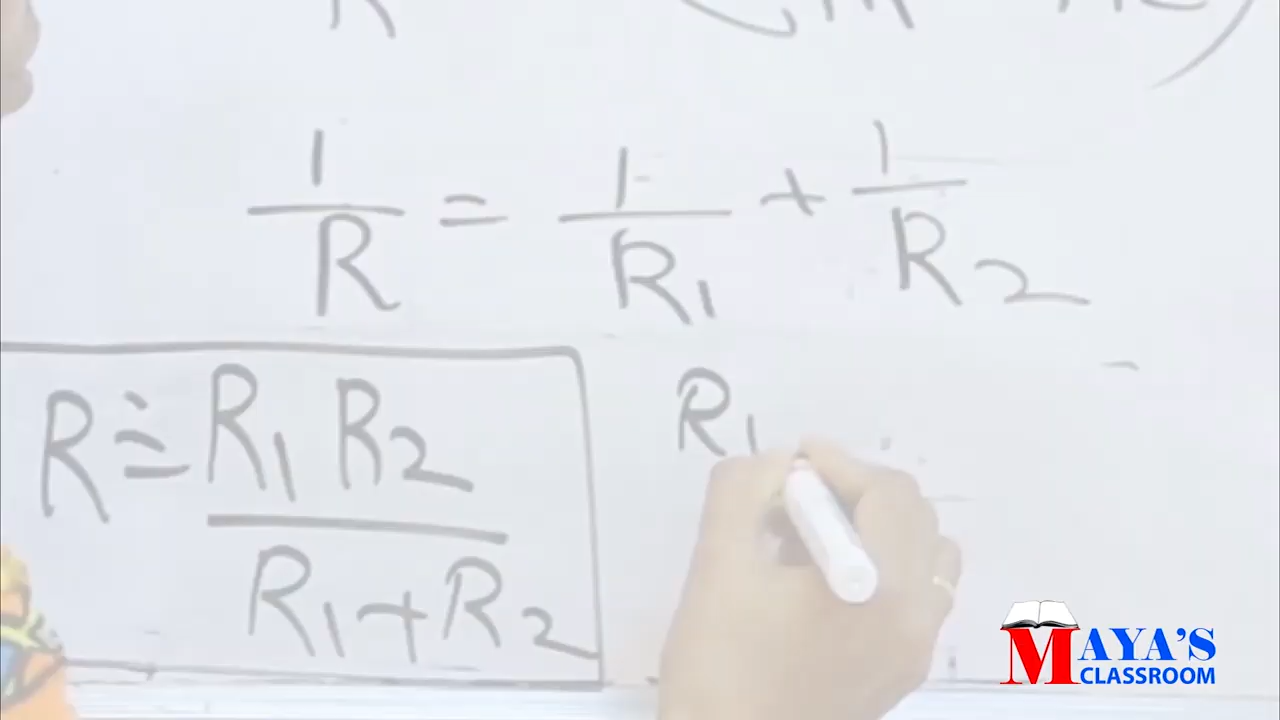 1/R = 1/R₁ + 1/R₂
R = R₁ R₂ / R₁ + R₂
R₁
MAYA'S
CLASSROOM